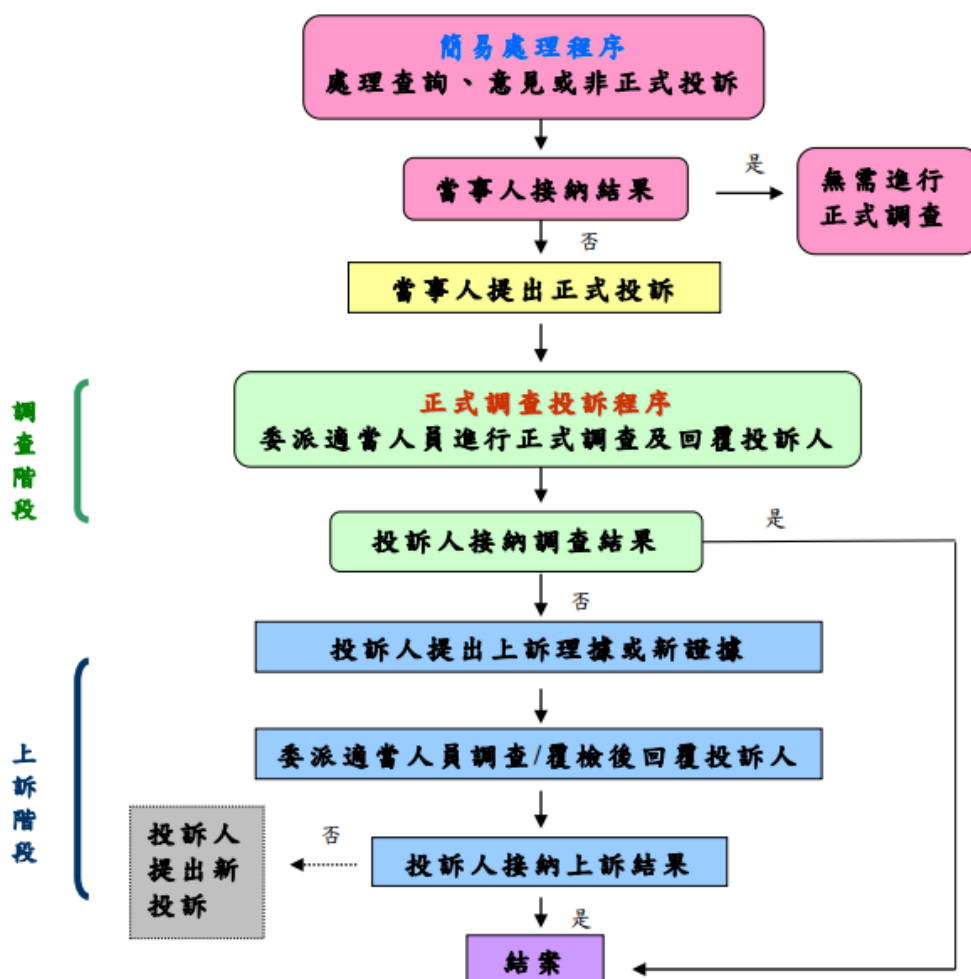 簡易處理程序
處理查詢、意見或非正式投訴
當事人接納結果
是
無需進行
正式調查
否
當事人提出正式投訴
調查階段
正式調查投訴程序
委派適當人員進行正式調查及回覆投訴人
投訴人接納調查結果
是
否
上訴階段
投訴人提出上訴理據或新證據
委派適當人員調查/覆檢後回覆投訴人
投訴人接納上訴結果
否
投訴人
提出新
投訴
是
結案